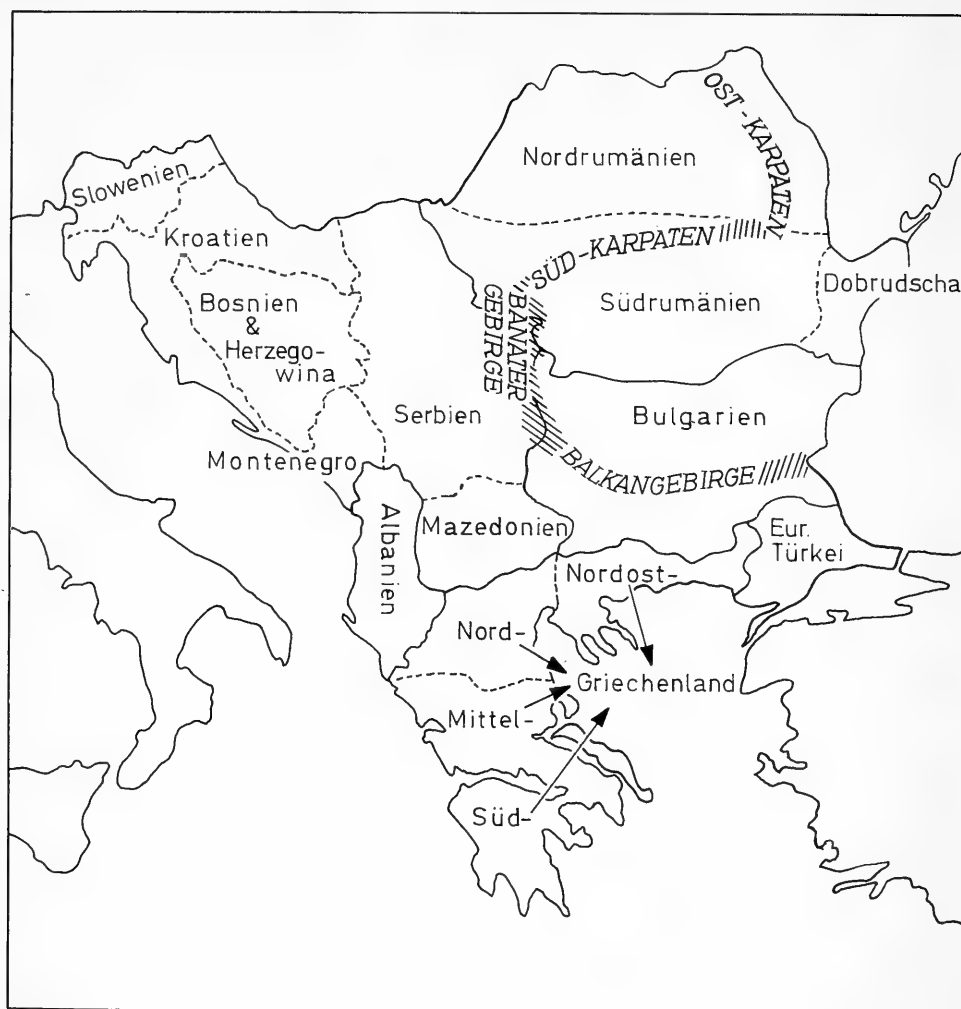 OST-KARPATEN
Nordrumänien
Slowenien
Kroatien
SÜD-KARPATEN
Dobrudscha
Bosnien
&
Herzego-
wina
BANATER
GEBIRGE
Südrumänien
Serbien
Bulgarien
Montenegro
BALKANGEBIRGE
Albanien
Mazedonien
Eur.
Türkei
Nordost-
Nord-
Griechenland
Mittel-
Süd-